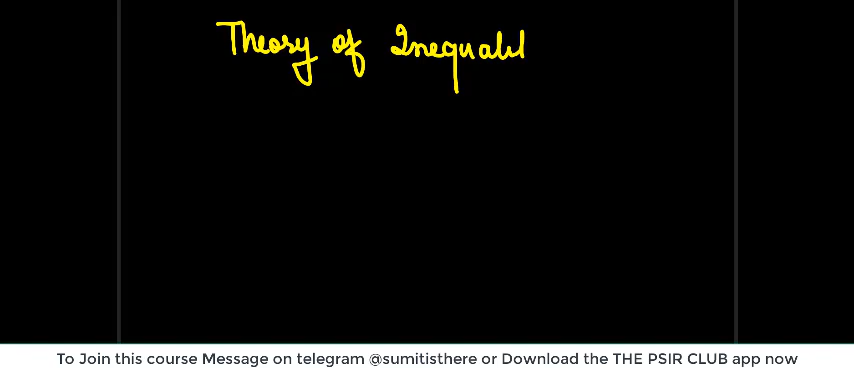 Theory of Inequalit
To Join this course Message on telegram @sumitisthere or Download the THE PSIR CLUB app now